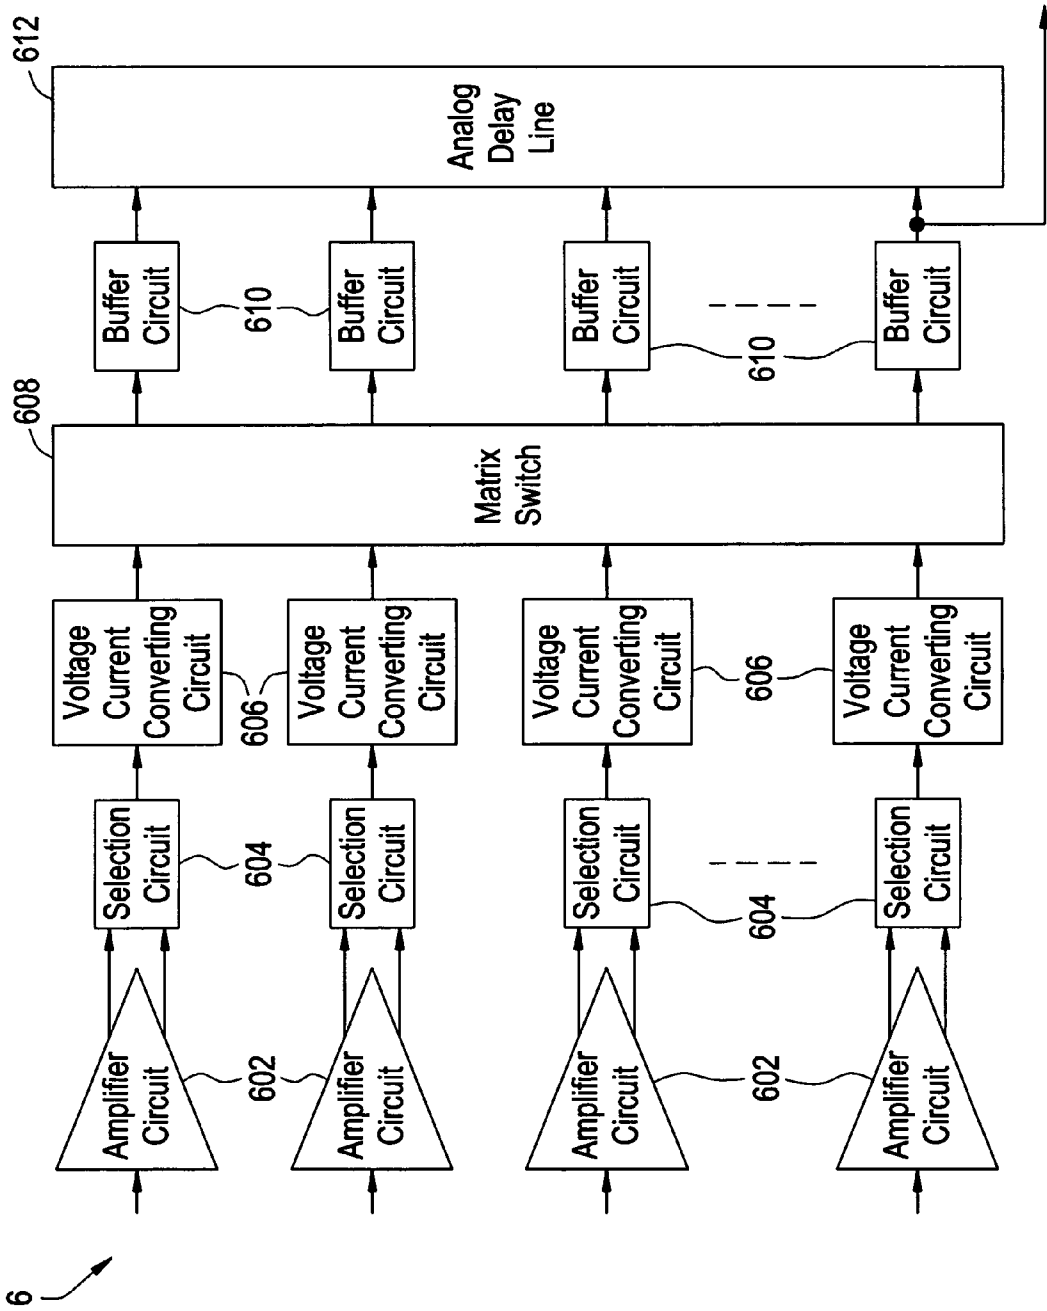 6
Amplifier
Circuit
Amplifier
Circuit
Amplifier
Circuit
Amplifier
Circuit
602
602
Selection
Circuit
Selection
Circuit
Selection
Circuit
Selection
Circuit
604
604
Voltage
Current
Converting
Circuit
Voltage
Current
Converting
Circuit
Voltage
Current
Converting
Circuit
Voltage
Current
Converting
Circuit
606
606
608
Matrix
Switch
Buffer
Circuit
Buffer
Circuit
Buffer
Circuit
Buffer
Circuit
610
610
612
Analog
Delay
Line